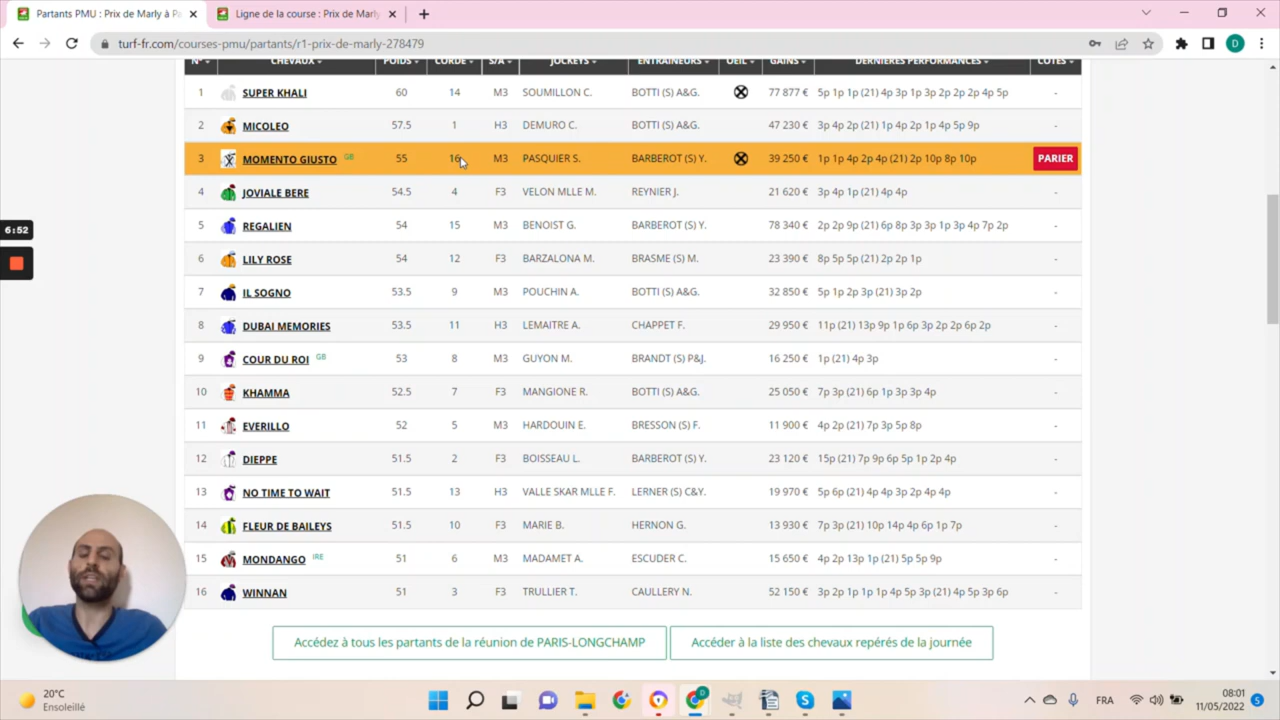 Partants PMU : Prix de Marly à Pa
Ligne de la course : Prix de Marly
turf-fr.com/courses-pmu/partants/r1-prix-de-marly-278479
N° CHEVAUX POIDS CORDE S/A JOCKEYS ENTRAINEURS OEIL GAINS DERNIÈRES PERFORMANCES COTES
1 SUPER KHALI 60 14 M3 SOUMILLON C. BOTTI (S) A&G. 77 877 € 5p 1p 1p (21) 4p 3p 1p 3p 2p 2p 2p 4p 5p -
2 MICOLEO 57.5 1 H3 DEMURO C. BOTTI (S) A&G. 47 230 € 3p 4p 2p (21) 1p 4p 2p 1p 4p 5p 9p -
3 MOMENTO GIUSTO GB 55 16 M3 PASQUIER S. BARBEROT (S) Y. 39 250 € 1p 1p 4p 2p 4p (21) 2p 10p 8p 10p PARIER
4 JOVIALE BERE 54.5 4 F3 VELON MLLE M. REYNIER J. 21 620 € 3p 4p 1p (21) 4p 4p -
5 REGALIEN 54 15 M3 BENOIST G. BARBEROT (S) Y. 78 340 € 2p 2p 9p (21) 6p 8p 3p 3p 1p 3p 4p 7p 2p -
6 LILY ROSE 54 12 F3 BARZALONA M. BRASME (S) M. 23 390 € 8p 5p 5p (21) 2p 2p 1p -
7 IL SOGNO 53.5 9 M3 POUCHIN A. BOTTI (S) A&G. 32 850 € 5p 1p 2p 3p (21) 3p 2p -
8 DUBAI MEMORIES 53.5 11 H3 LEMAITRE A. CHAPPET F. 29 950 € 11p (21) 13p 9p 1p 6p 3p 2p 2p 6p 2p -
9 COUR DU ROI GB 53 8 M3 GUYON M. BRANDT (S) P&J. 16 250 € 1p (21) 4p 3p -
10 KHAMMA 52.5 7 F3 MANGIONE R. BOTTI (S) A&G. 25 050 € 7p 3p (21) 6p 1p 3p 3p 4p -
11 EVERILLO 52 5 M3 HARDOUIN E. BRESSON (S) F. 11 900 € 4p 2p (21) 7p 3p 5p 8p -
12 DIEPPE 51.5 2 F3 BOISSEAU L. BARBEROT (S) Y. 23 120 € 15p (21) 7p 9p 6p 5p 1p 2p 4p -
13 NO TIME TO WAIT 51.5 13 H3 VALLE SKAR MLLE F. LERNER (S) C&Y. 19 970 € 5p 6p (21) 4p 4p 3p 2p 4p 4p -
14 FLEUR DE BAILEYS 51.5 10 F3 MARIE B. HERNON G. 13 930 € 7p 3p (21) 10p 14p 4p 6p 1p 7p -
15 MONDANGO IRE 51 6 M3 MADAMET A. ESCUDER C. 15 650 € 4p 2p 13p 1p (21) 5p 5p 9p -
16 WINNAN 51 3 F3 TRULLIER T. CAULLERY N. 52 150 € 3p 2p 1p 1p 1p 4p 5p 3p (21) 4p 5p 3p 6p -
6:52
Accédez à tous les partants de la réunion de PARIS-LONGCHAMP
Accéder à la liste des chevaux repérés de la journée
20°C
Ensoleillé
FRA
08:01
11/05/2022
5
D
D